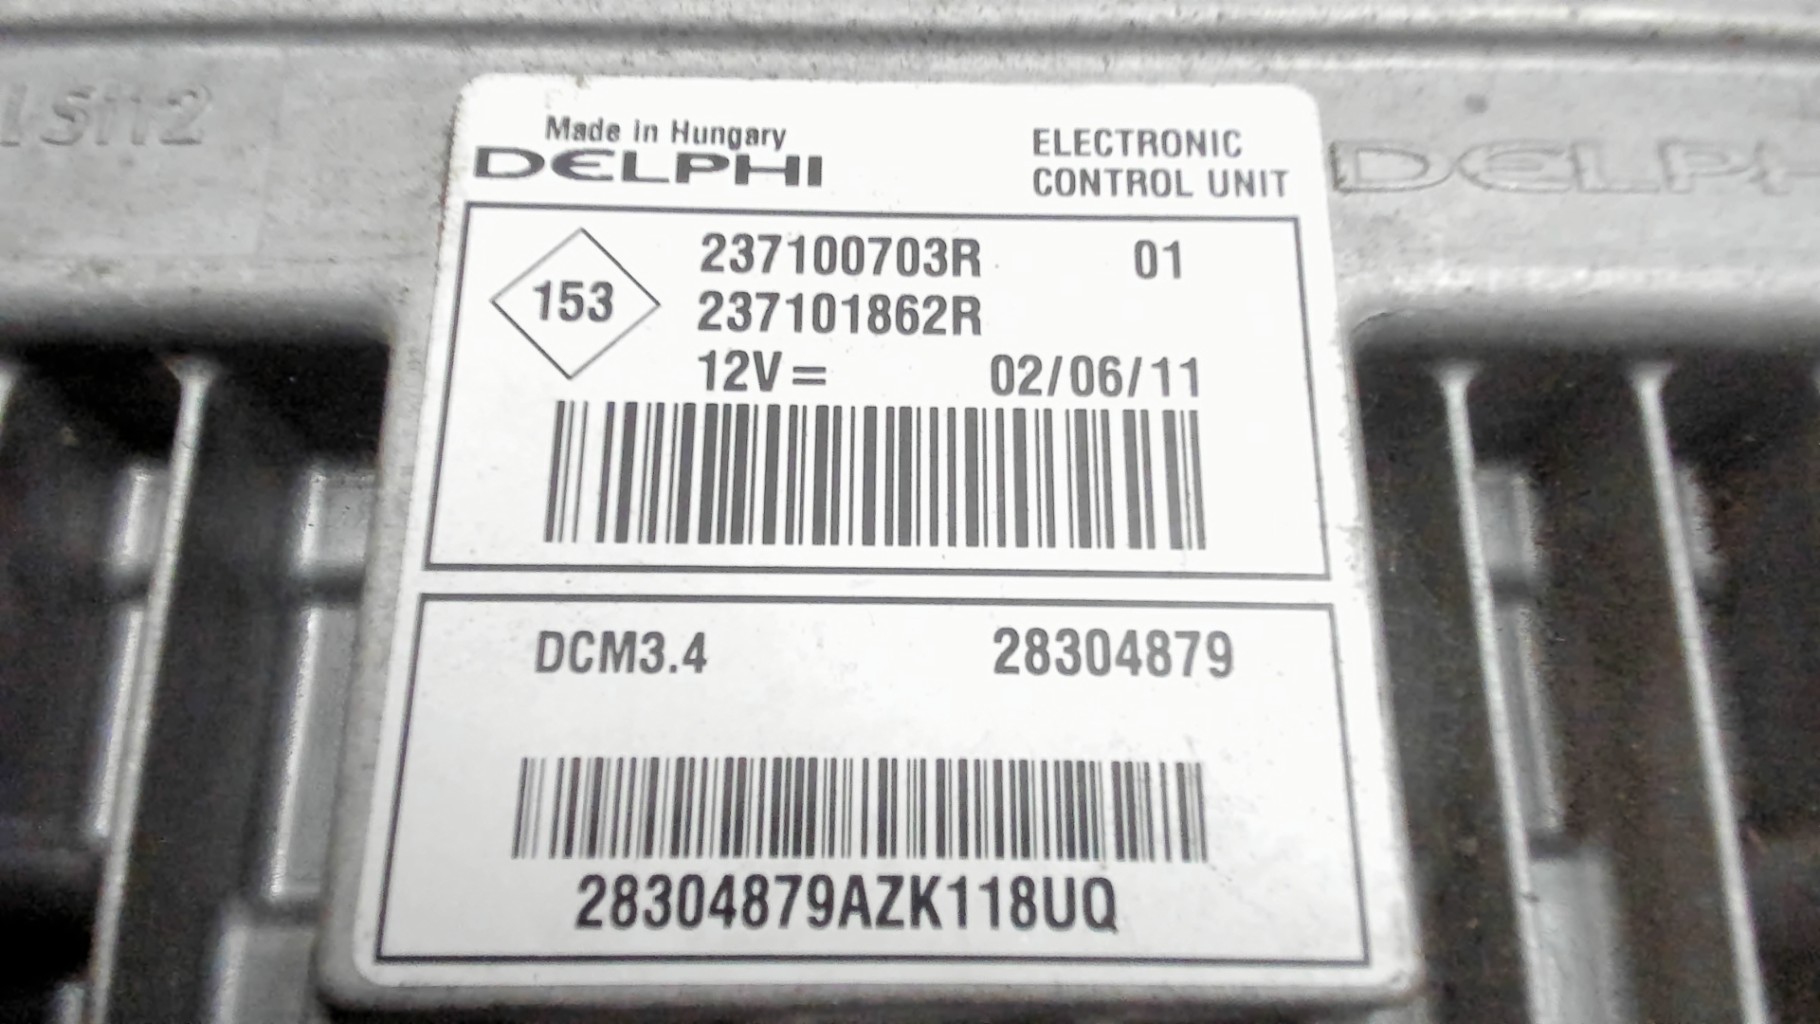 Made in Hungary
DELPHI
ELECTRONIC
CONTROL UNIT
DELPH
153
237100703R 01
237101862R
12V= 02/06/11
DCM3.4 28304879
28304879AZK118UQ